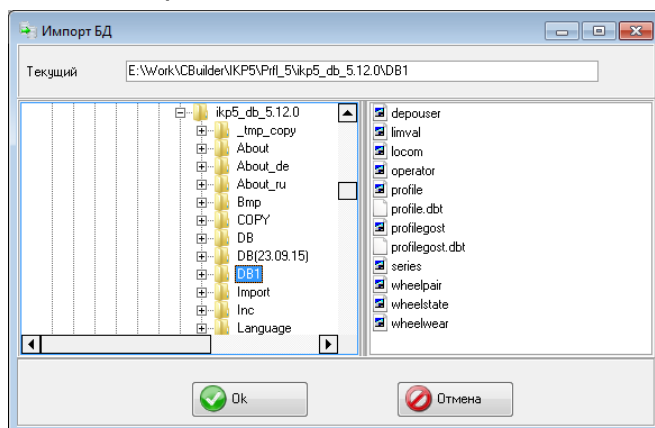 Импорт БД
Текущий
E:\Work\CBuilder\IKP5\Prfl_5\ikp5_db_5.12.0\DB1
ikp5_db_5.12.0
_tmp_copy
About
About_de
About_ru
Bmp
COPY
DB
DB(23.09.15)
DB1
Import
Inc
Language
depouser
limval
locom
operator
profile
profile.dbt
profilegost
profilegost.dbt
series
wheelpair
wheelstate
wheelwear
Ok
Отмена